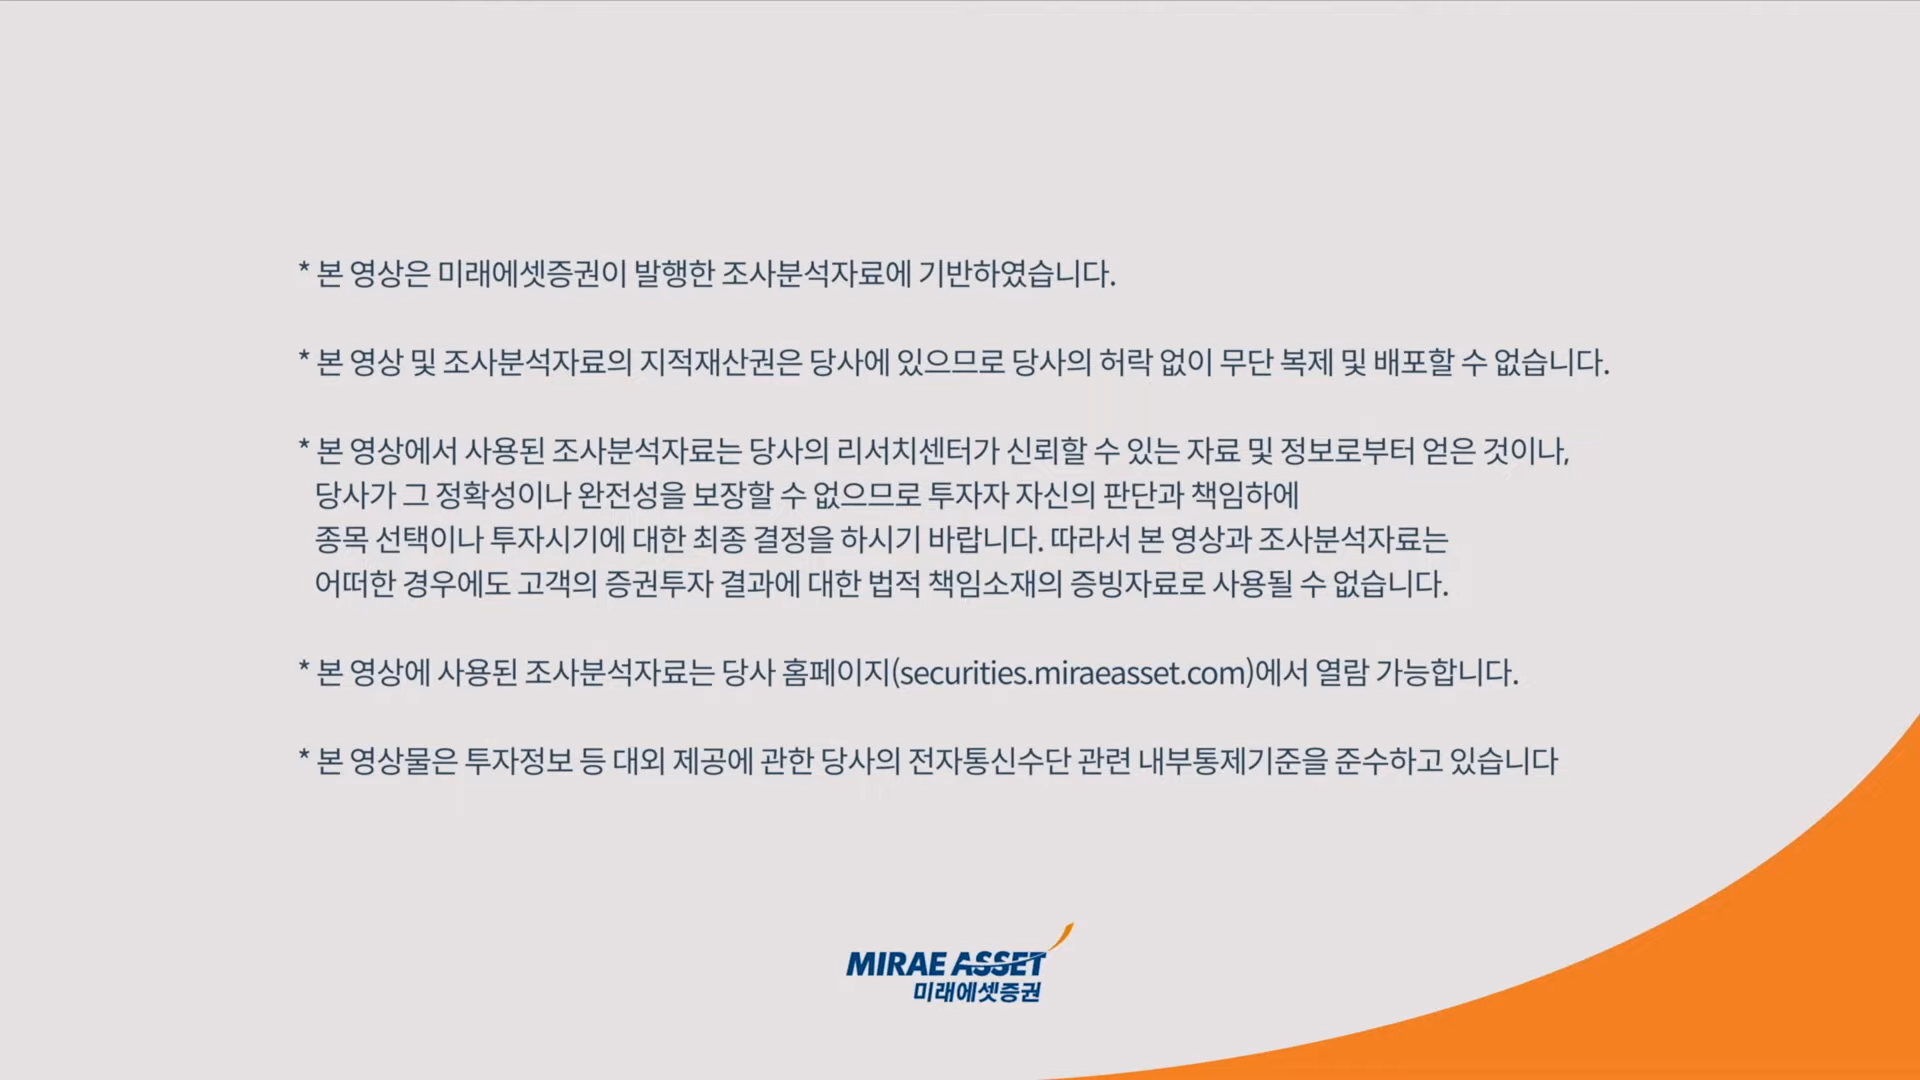 * 본 영상은 미래에셋증권이 발행한 조사분석자료에 기반하였습니다.
* 본 영상 및 조사분석자료의 지적재산권은 당사에 있으므로 당사의 허락 없이 무단 복제 및 배포할 수 없습니다.
* 본 영상에서 사용된 조사분석자료는 당사의 리서치센터가 신뢰할 수 있는 자료 및 정보로부터 얻은 것이나,
당사가 그 정확성이나 완전성을 보장할 수 없으므로 투자자 자신의 판단과 책임하에
종목 선택이나 투자시기에 대한 최종 결정을 하시기 바랍니다. 따라서 본 영상과 조사분석자료는
어떠한 경우에도 고객의 증권투자 결과에 대한 법적 책임소재의 증빙자료로 사용될 수 없습니다.
* 본 영상에 사용된 조사분석자료는 당사 홈페이지(securities.miraeasset.com)에서 열람 가능합니다.
* 본 영상물은 투자정보 등 대외 제공에 관한 당사의 전자통신수단 관련 내부통제기준을 준수하고 있습니다
MIRAE ASSET
미래에셋증권